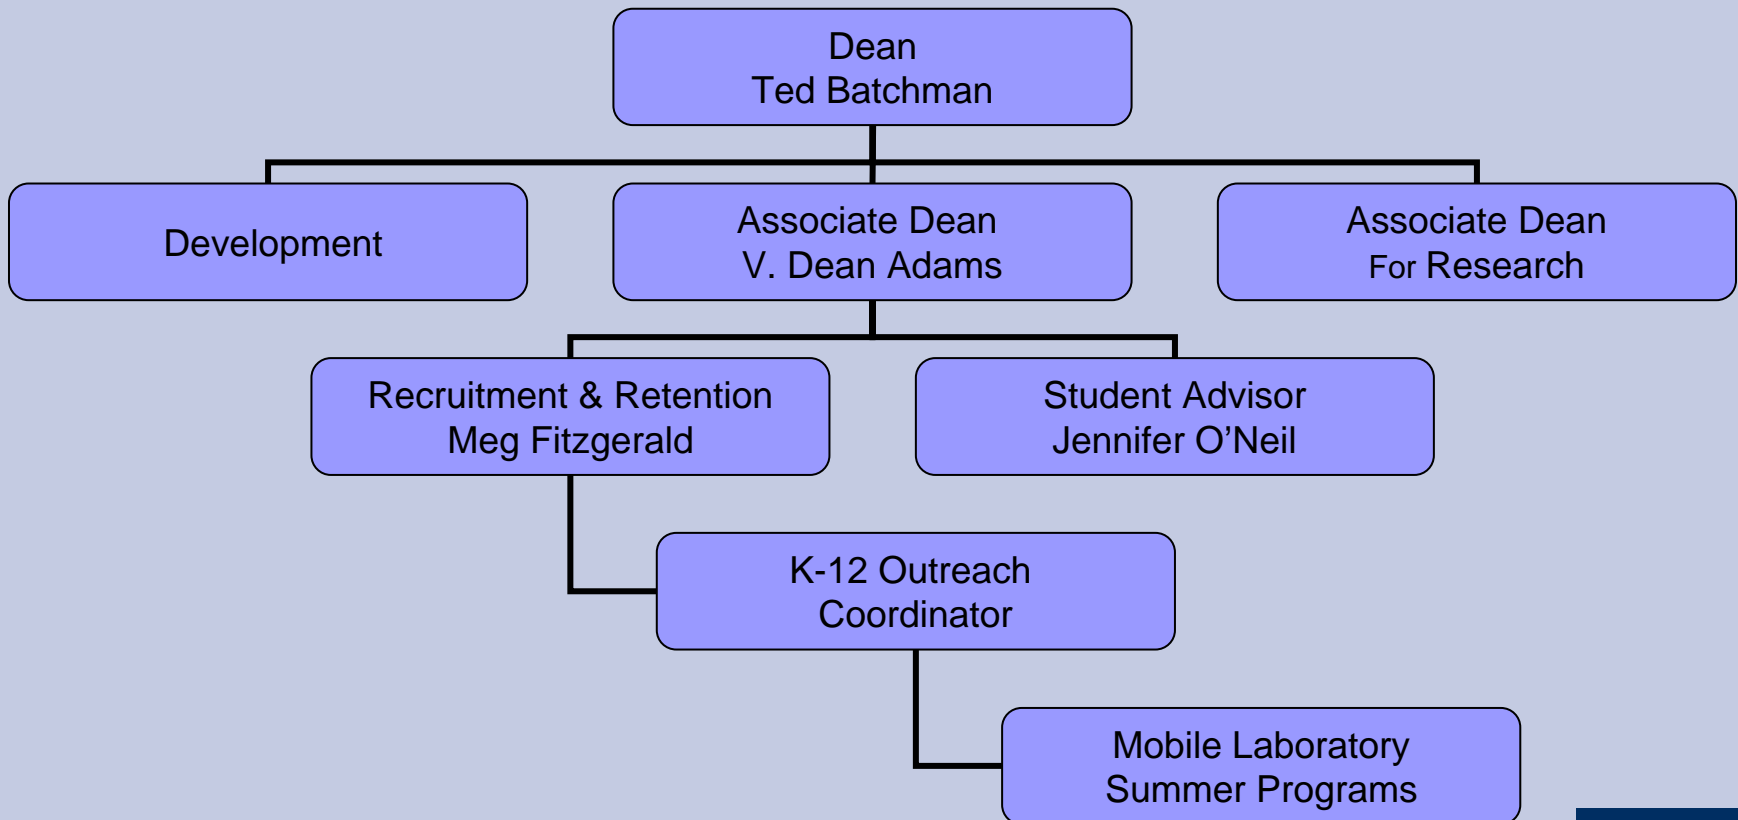 Dean
Ted Batchman
Development
Associate Dean
V. Dean Adams
Associate Dean
For Research
Recruitment & Retention
Meg Fitzgerald
Student Advisor
Jennifer O’Neil
K-12 Outreach
Coordinator
Mobile Laboratory
Summer Programs